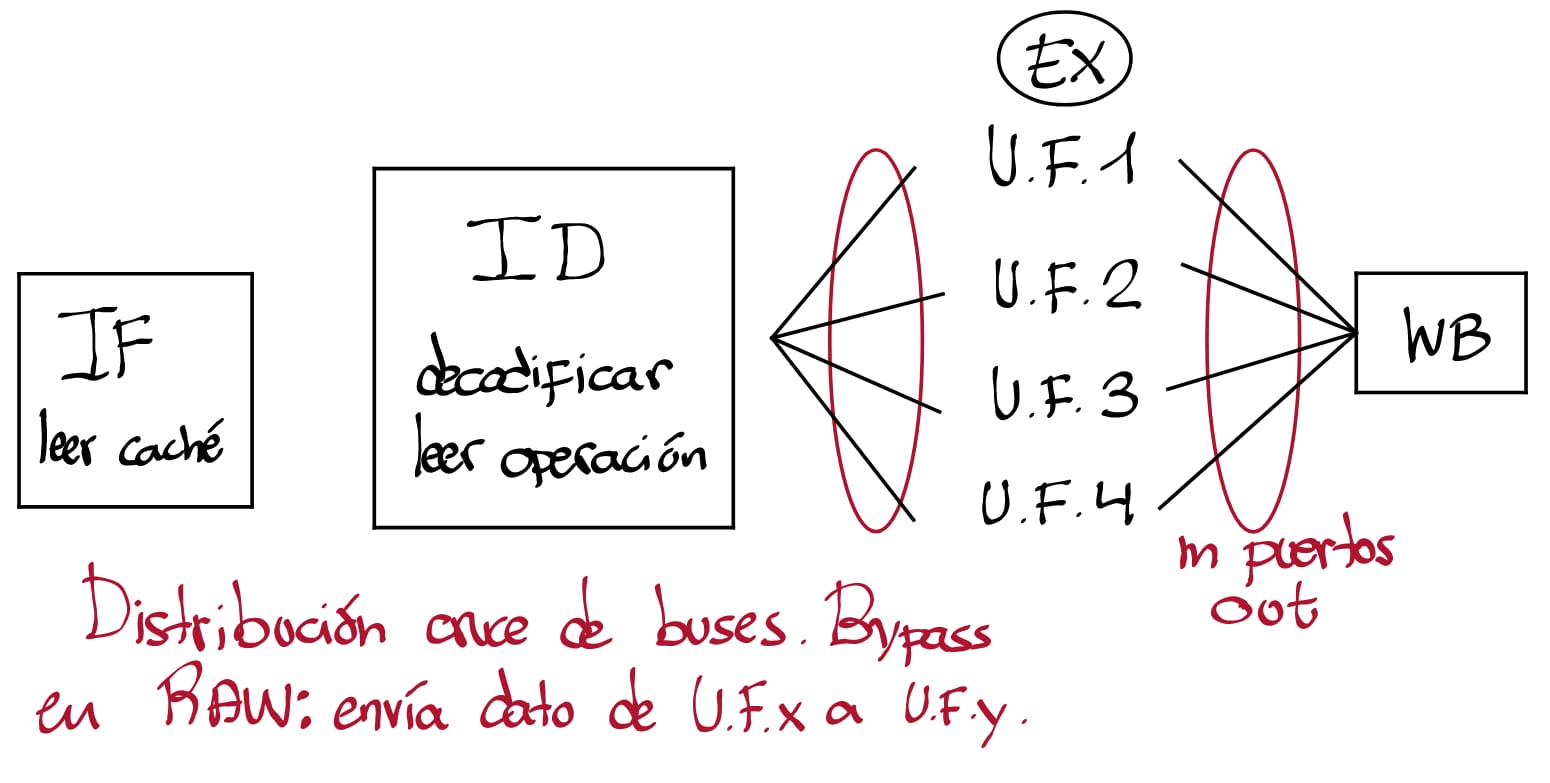 EX
U.F.1
ID
U.F.2
IF
decodificar
WB
U.F.3
leer caché
leer operación
U.F.4
m puertos
out
Distribución cruce de buses. Bypass
en RAW: envía dato de U.F.x a U.F.y.